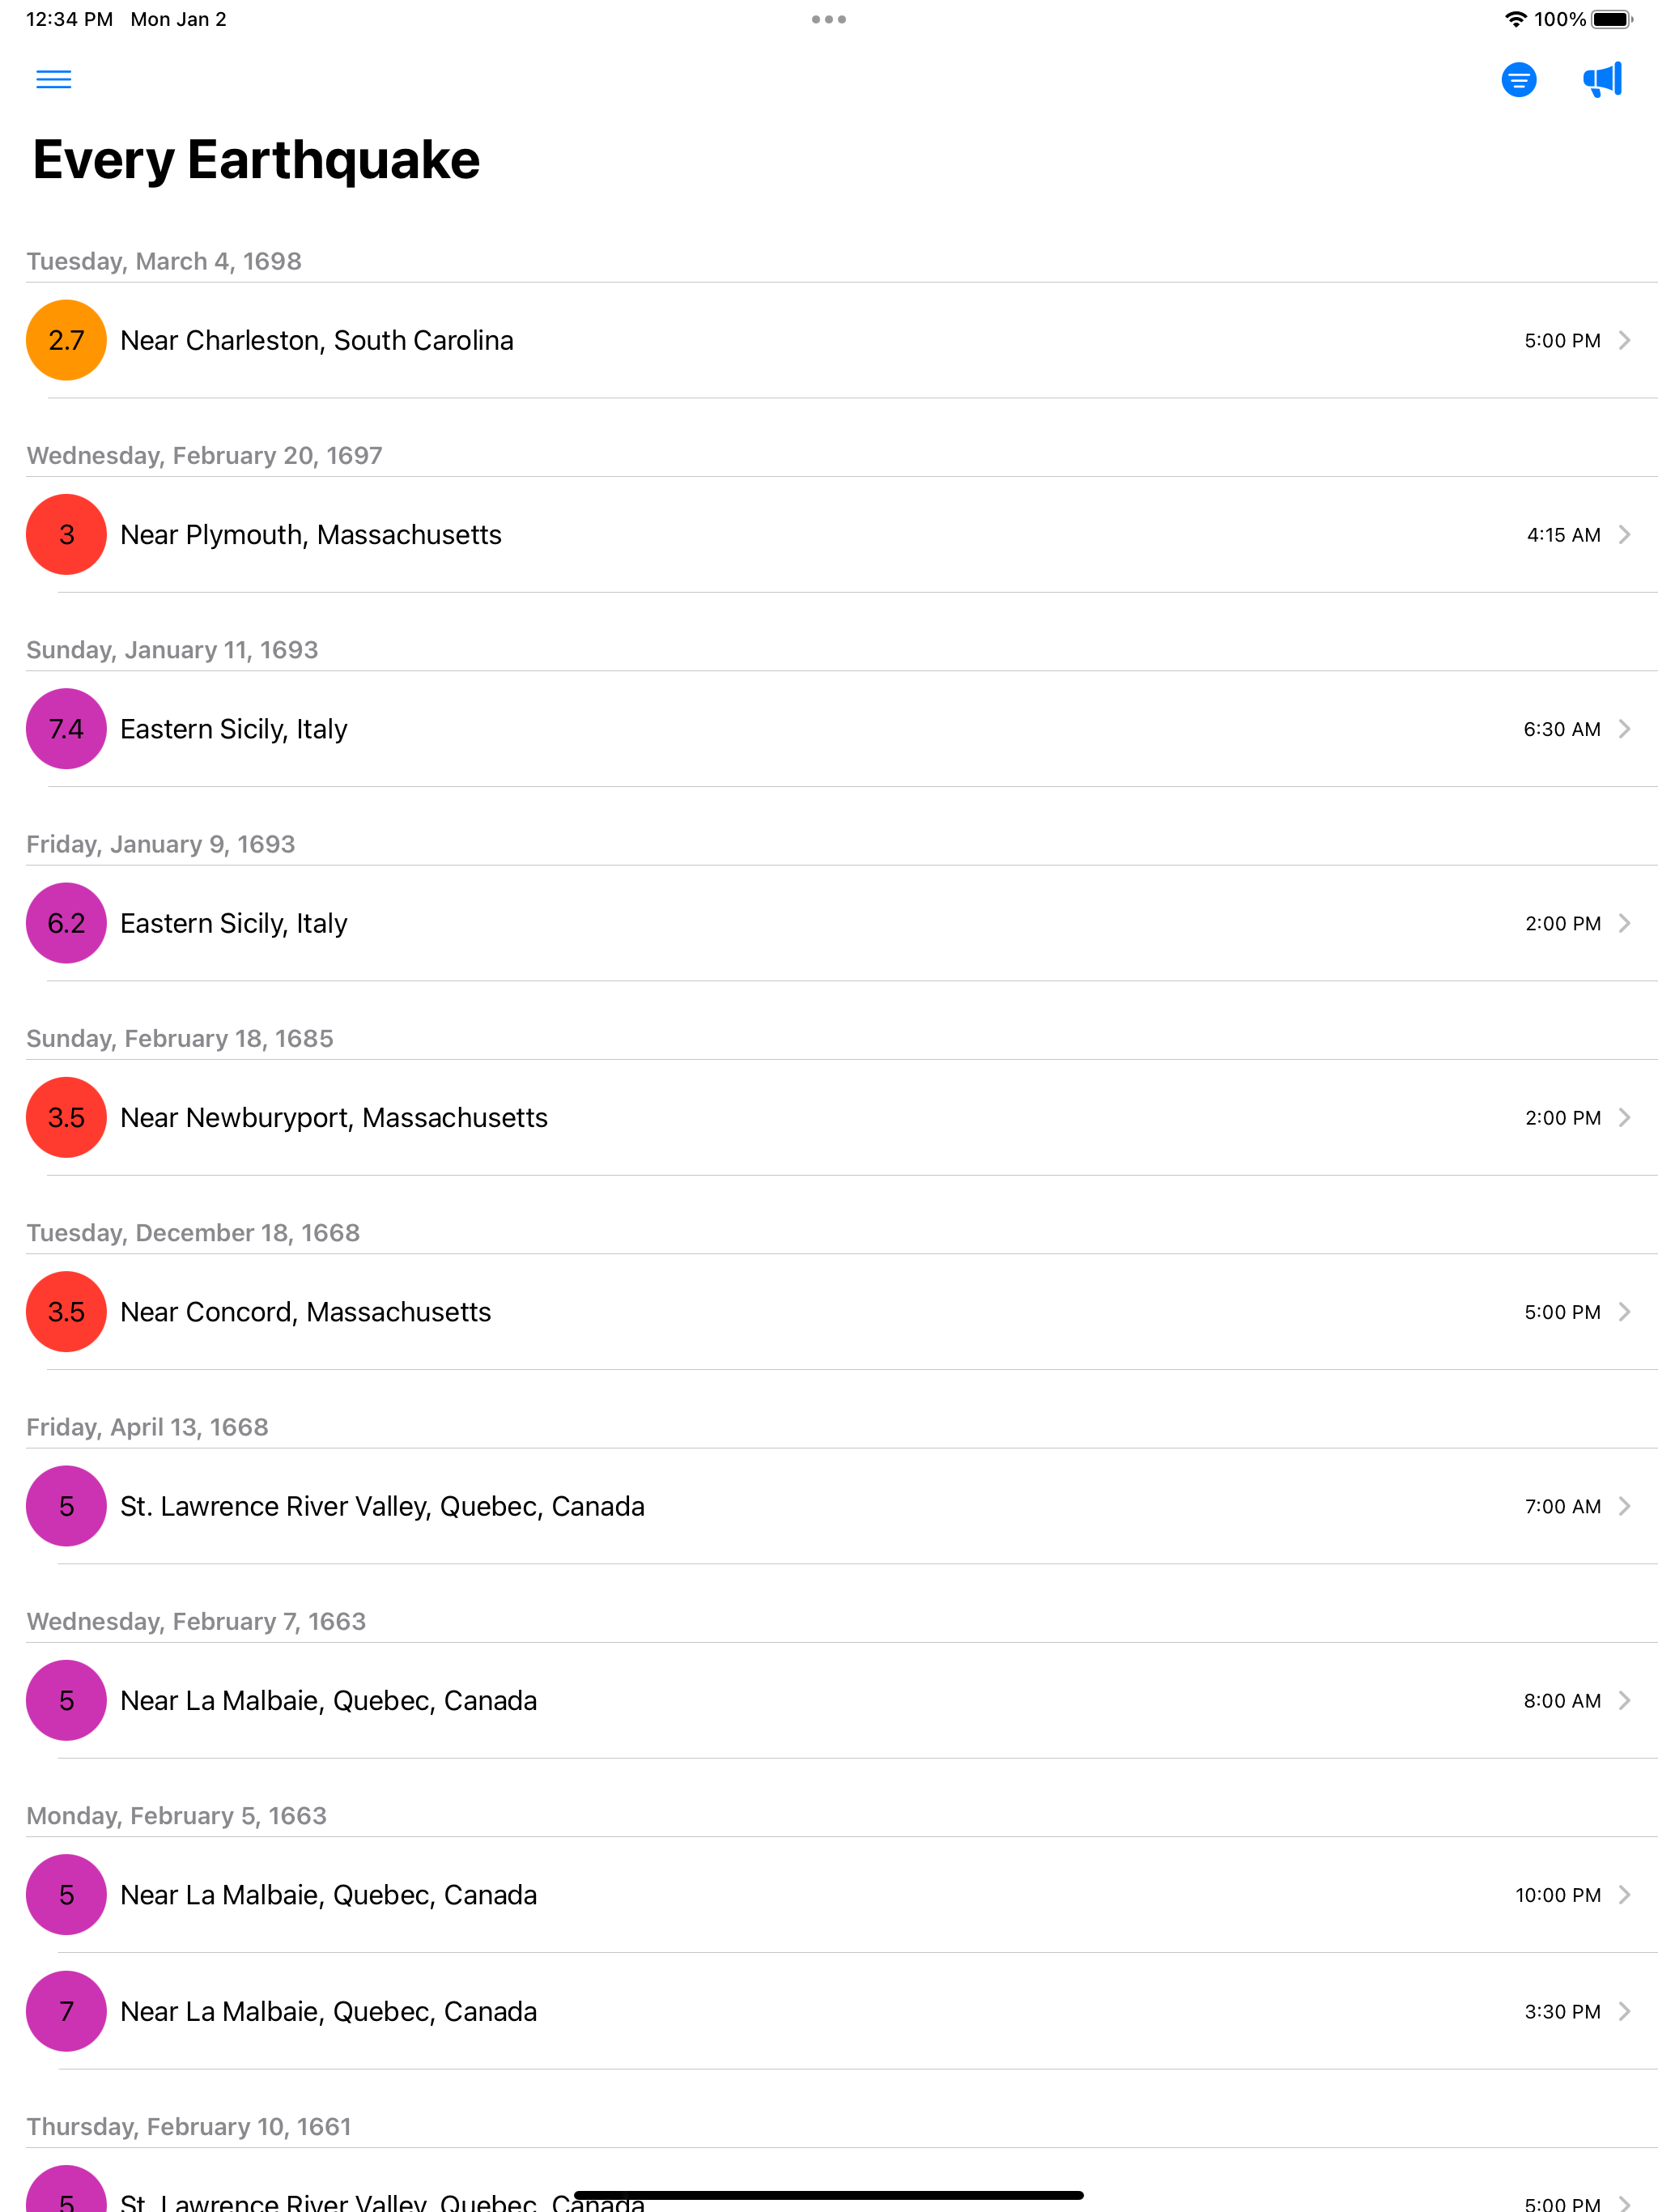 12:34 PM Mon Jan 2 100%
Every Earthquake
Tuesday, March 4, 1698
2.7 Near Charleston, South Carolina 5:00 PM
Wednesday, February 20, 1697
3 Near Plymouth, Massachusetts 4:15 AM
Sunday, January 11, 1693
7.4 Eastern Sicily, Italy 6:30 AM
Friday, January 9, 1693
6.2 Eastern Sicily, Italy 2:00 PM
Sunday, February 18, 1685
3.5 Near Newburyport, Massachusetts 2:00 PM
Tuesday, December 18, 1668
3.5 Near Concord, Massachusetts 5:00 PM
Friday, April 13, 1668
5 St. Lawrence River Valley, Quebec, Canada 7:00 AM
Wednesday, February 7, 1663
5 Near La Malbaie, Quebec, Canada 8:00 AM
Monday, February 5, 1663
5 Near La Malbaie, Quebec, Canada 10:00 PM
7 Near La Malbaie, Quebec, Canada 3:30 PM
Thursday, February 10, 1661
5 St. Lawrence River Valley, Quebec, Canada 5:00 PM